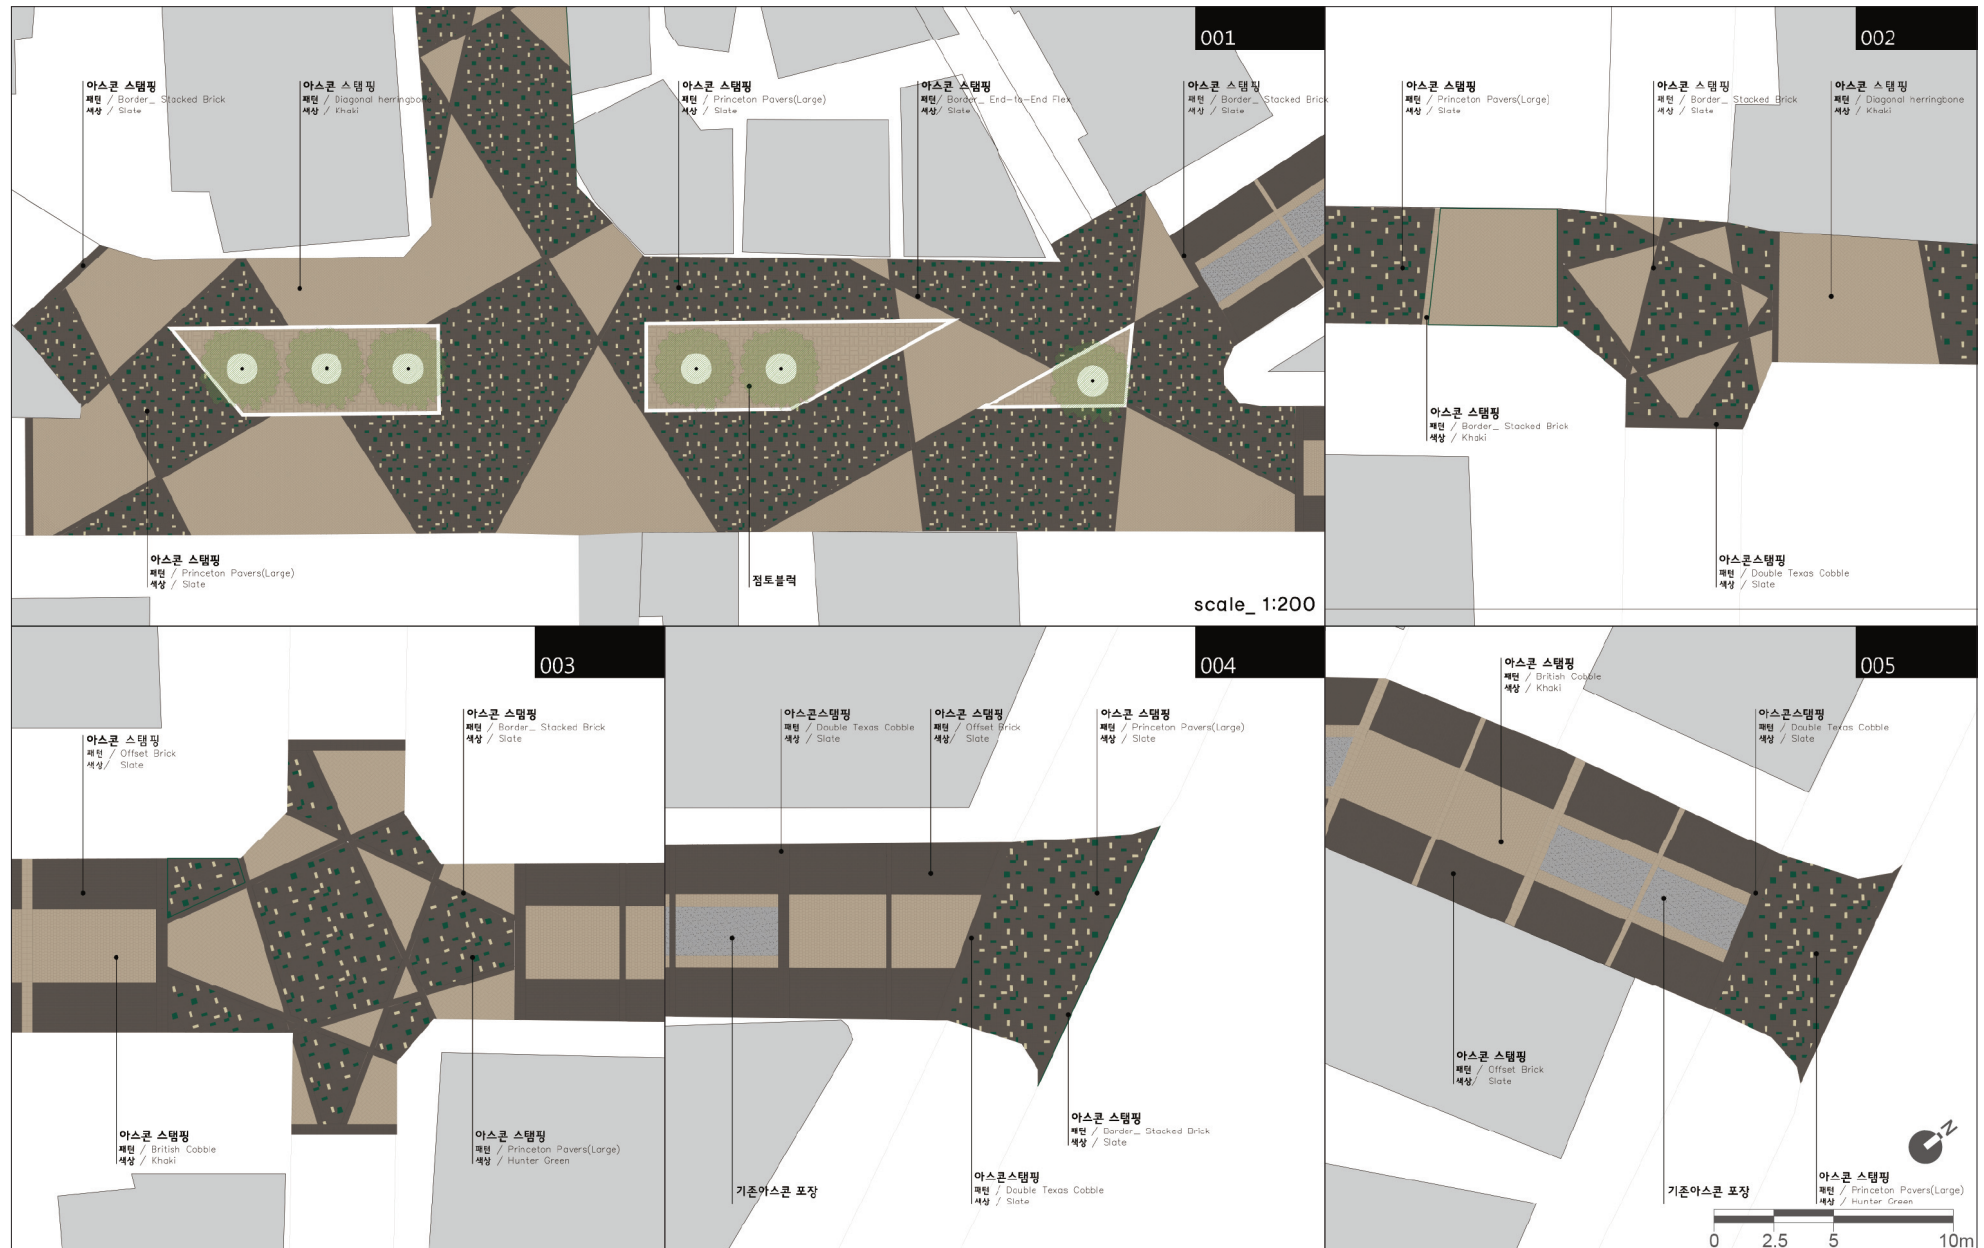 001
아스콘 스탬핑
패턴 / Border_ Stacked Brick
색상 / Slate
아스콘 스탬핑
패턴 / Diagonal herringbone
색상 / Khaki
아스콘 스탬핑
패턴 / Princeton Pavers(Large)
색상 / Slate
아스콘 스탬핑
패턴/ Border_ End-to-End Flex
색상 / Slate
아스콘 스탬핑
패턴 / Border_ Stacked Brick
색상 / Slate
아스콘 스탬핑
패턴 / Princeton Pavers(Large)
색상 / Slate
점토블럭
scale_ 1:200
002
아스콘 스탬핑
패턴 / Princeton Pavers(Large)
색상 / Slate
아스콘 스탬핑
패턴 / Border_ Stacked Brick
색상 / Slate
아스콘 스탬핑
패턴 / Diagonal herringbone
색상 / Khaki
아스콘 스탬핑
패턴 / Border_ Stacked Brick
색상 / Khaki
아스콘스탬핑
패턴 / Double Texas Cobble
색상 / Slate
003
아스콘 스탬핑
패턴 / Offset Brick
색상/ Slate
아스콘 스탬핑
패턴 / Border_ Stacked Brick
색상 / Slate
아스콘 스탬핑
패턴 / British Cobble
색상 / Khaki
아스콘 스탬핑
패턴 / Princeton Pavers(Large)
색상 / Hunter Green
004
아스콘스탬핑
패턴 / Double Texas Cobble
색상 / Slate
아스콘 스탬핑
패턴 / Offset Brick
색상 / Slate
아스콘 스탬핑
패턴 / Princeton Pavers(Large)
색상 / Slate
아스콘 스탬핑
패턴 / Border_ Stacked Brick
색상 / Slate
기존아스콘 포장
아스콘스탬핑
패턴 / Double Texas Cobble
색상 / Slate
005
아스콘 스탬핑
패턴 / British Cobble
색상 / Khaki
아스콘스탬핑
패턴 / Double Texas Cobble
색상 / Slate
아스콘 스탬핑
패턴 / Offset Brick
색상/ Slate
기존아스콘 포장
아스콘 스탬핑
패턴 / Princeton Pavers(Large)
색상 / Hunter Green
N
0 2.5 5 10m